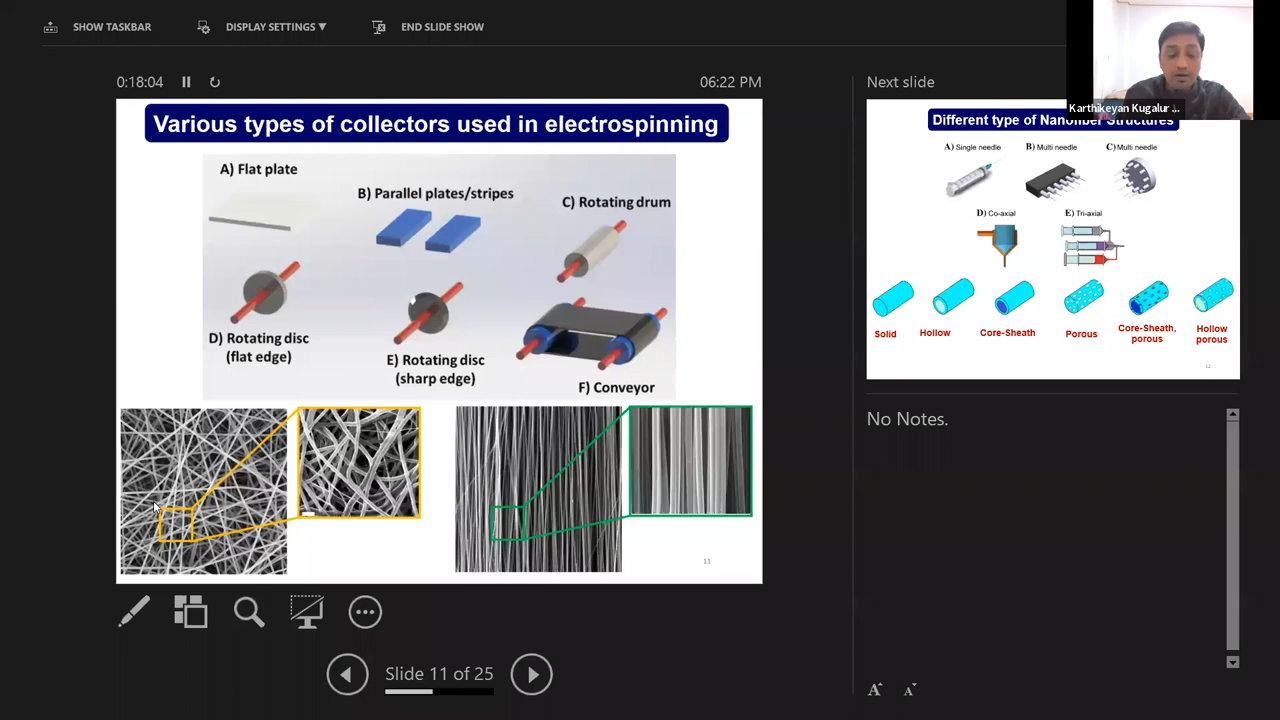 SHOW TASKBAR
DISPLAY SETTINGS ▼
END SLIDE SHOW
0:18:04
06:22 PM
Next slide
Karthikeyan Kugalur ...
Various types of collectors used in electrospinning
A) Flat plate
B) Parallel plates/stripes
C) Rotating drum
D) Rotating disc
(flat edge)
E) Rotating disc
(sharp edge)
F) Conveyor
11
Different type of Nanofiber Structures
A) Single needle
B) Multi needle
C) Multi needle
D) Co-axial
E) Tri-axial
Solid
Hollow
Core-Sheath
Porous
Core-Sheath,
porous
Hollow
porous
12
No Notes.
Slide 11 of 25
A A